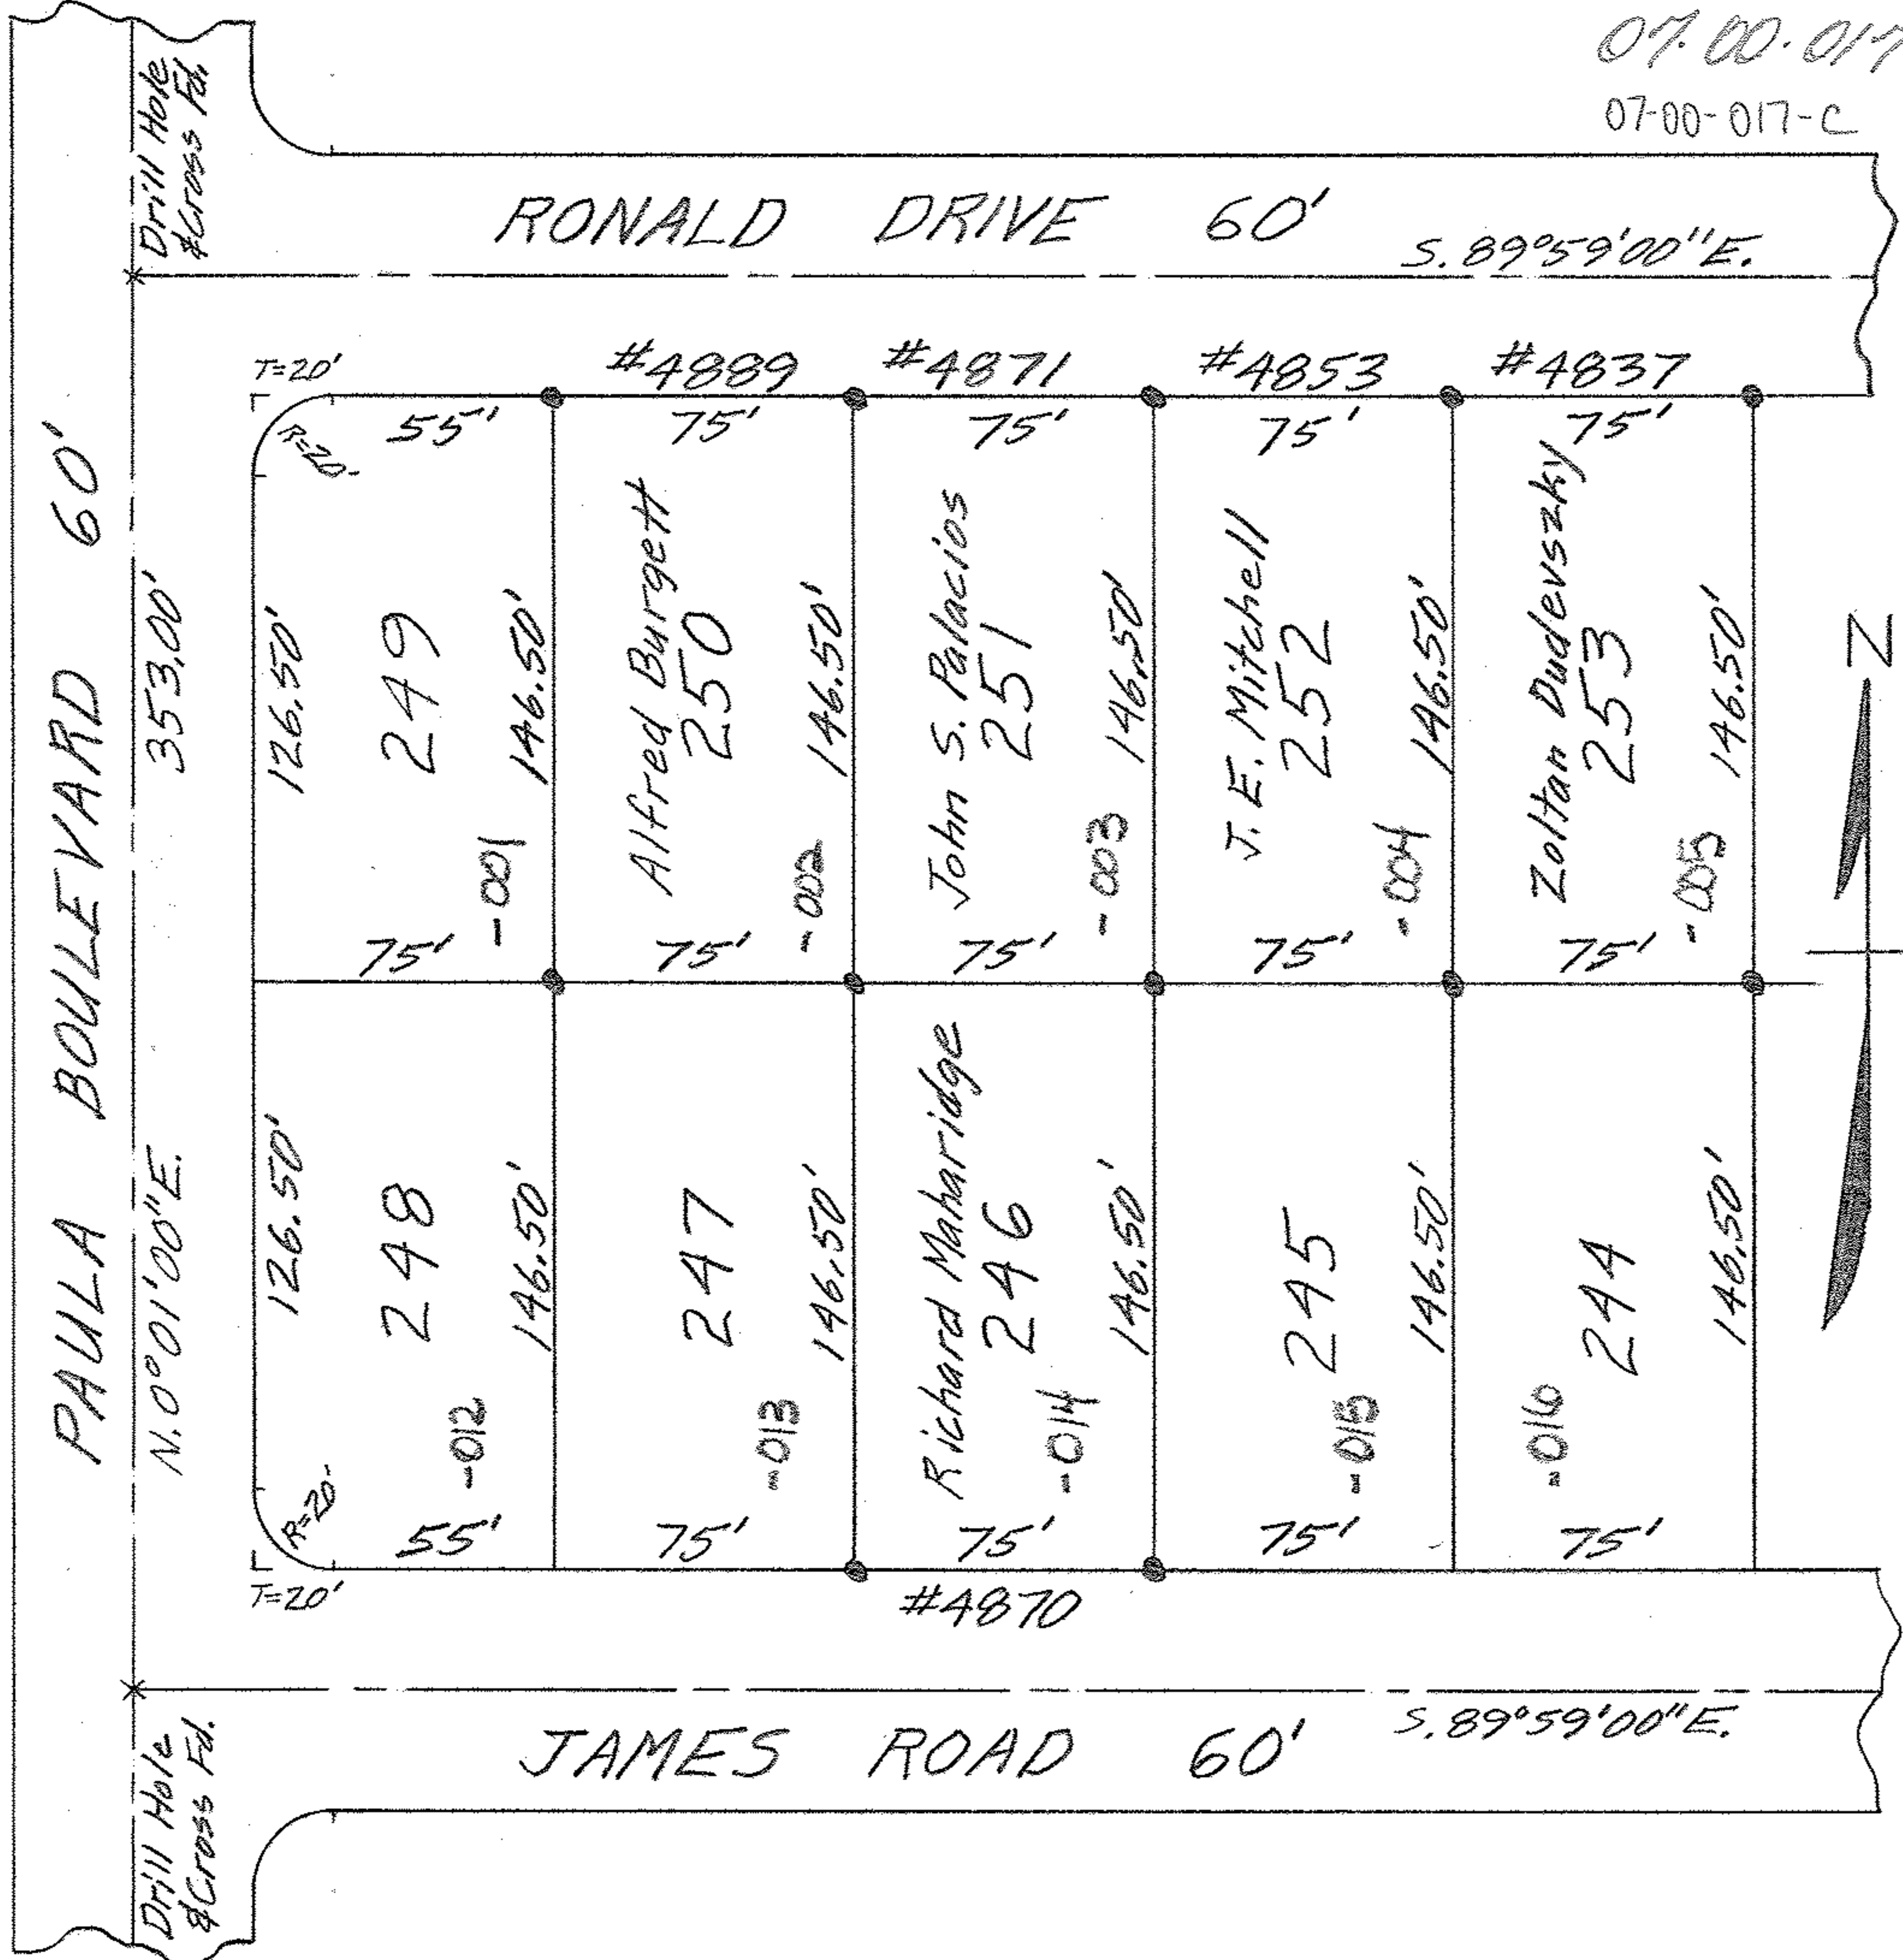 07-00-017
07-00-017-C
Drill Hole
& Cross Fd.
RONALD DRIVE 60'
S. 89°59'00"E.
PAULA BOULEVARD 60'
N. 0°01'00"E. 353.00'
T=20'
R=20'
#4889
#4871
#4853
#4837
55'
75'
75'
75'
75'
126.50'
249
-001
146.50'
75'
Alfred Burgett
250
-002
146.50'
75'
John S. Palacios
251
-003
146.50'
75'
J. E. Mitchell
252
-004
146.50'
75'
Zoltan Dudevszky
253
-005
146.50'
75'
N
126.50'
248
-012
146.50'
55'
247
-013
146.50'
75'
Richard Maharidge
246
-014
146.50'
75'
245
-015
146.50'
75'
244
-016
146.50'
75'
R=20'
T=20'
#4870
JAMES ROAD 60'
S. 89°59'00"E.
Drill Hole
& Cross Fd.